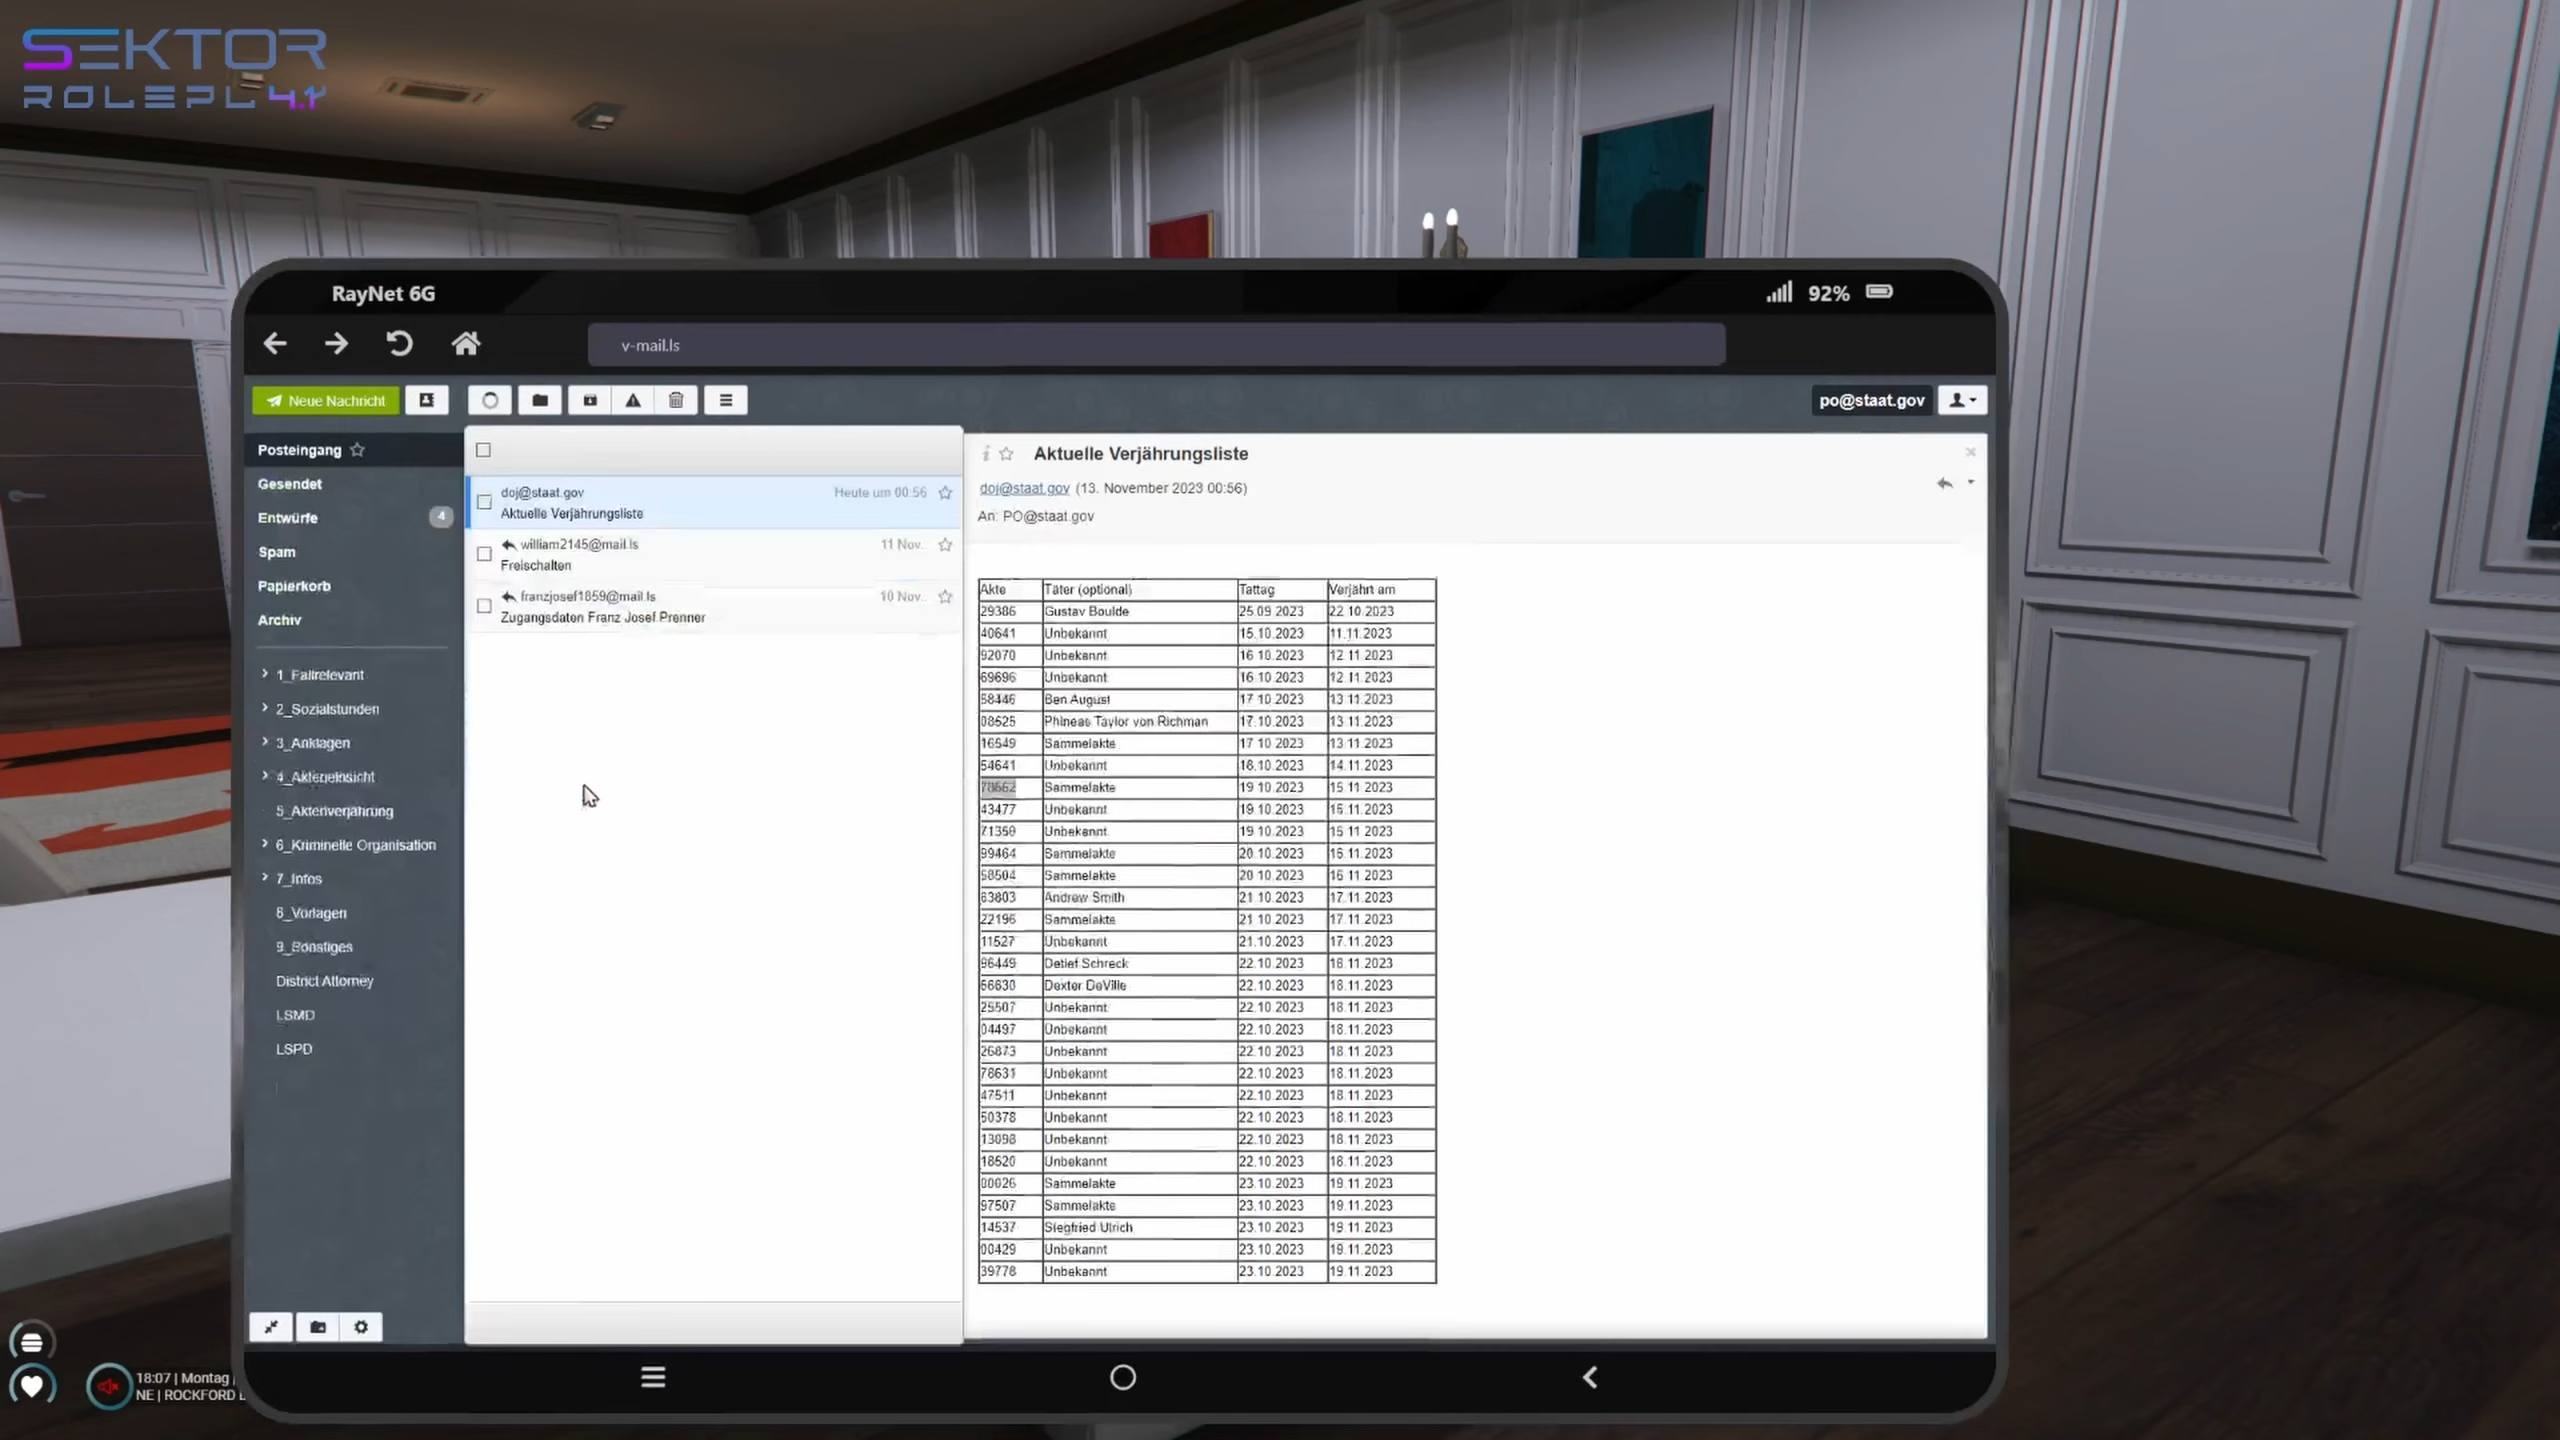 SEKTOR
ROLEPL4.Y
RayNet 6G
92%
v-mail.ls
Neue Nachricht
po@staat.gov
Posteingang
Gesendet
Entwürfe 4
Spam
Papierkorb
Archiv
1_Fallrelevant
2_Sozialstunden
3_Anklagen
4_Akteneinsicht
5_Aktenverjährung
6_Kriminelle Organisation
7_Infos
8_Vorlagen
9_Sonstiges
District Attorney
LSMD
LSPD
doj@staat.gov Heute um 00:56
Aktuelle Verjährungsliste
william2145@mail.ls 11 Nov.
Freischalten
franzjosef1859@mail.ls 10 Nov.
Zugangsdaten Franz Josef Prenner
Aktuelle Verjährungsliste
doj@staat.gov (13. November 2023 00:56)
An: PO@staat.gov
Akte Täter (optional) Tattag Verjährt am
29386 Gustav Boulde 25.09.2023 22.10.2023
40641 Unbekannt 15.10.2023 11.11.2023
92070 Unbekannt 16.10.2023 12.11.2023
69696 Unbekannt 16.10.2023 12.11.2023
58446 Ben August 17.10.2023 13.11.2023
08525 Phineas Taylor von Richman 17.10.2023 13.11.2023
16549 Sammelakte 17.10.2023 13.11.2023
54641 Unbekannt 18.10.2023 14.11.2023
78662 Sammelakte 19.10.2023 15.11.2023
43477 Unbekannt 19.10.2023 15.11.2023
71350 Unbekannt 19.10.2023 15.11.2023
99464 Sammelakte 20.10.2023 16.11.2023
58504 Sammelakte 20.10.2023 16.11.2023
63803 Andrew Smith 21.10.2023 17.11.2023
22196 Sammelakte 21.10.2023 17.11.2023
11527 Unbekannt 21.10.2023 17.11.2023
96449 Detlef Schreck 22.10.2023 18.11.2023
66630 Dexter DeVille 22.10.2023 18.11.2023
25507 Unbekannt 22.10.2023 18.11.2023
04497 Unbekannt 22.10.2023 18.11.2023
26873 Unbekannt 22.10.2023 18.11.2023
78631 Unbekannt 22.10.2023 18.11.2023
47511 Unbekannt 22.10.2023 18.11.2023
50378 Unbekannt 22.10.2023 18.11.2023
13098 Unbekannt 22.10.2023 18.11.2023
18520 Unbekannt 22.10.2023 18.11.2023
80026 Sammelakte 23.10.2023 19.11.2023
97507 Sammelakte 23.10.2023 19.11.2023
14537 Siegfried Ulrich 23.10.2023 19.11.2023
00429 Unbekannt 23.10.2023 19.11.2023
39778 Unbekannt 23.10.2023 19.11.2023
18:07 | Montag |
NE | ROCKFORD